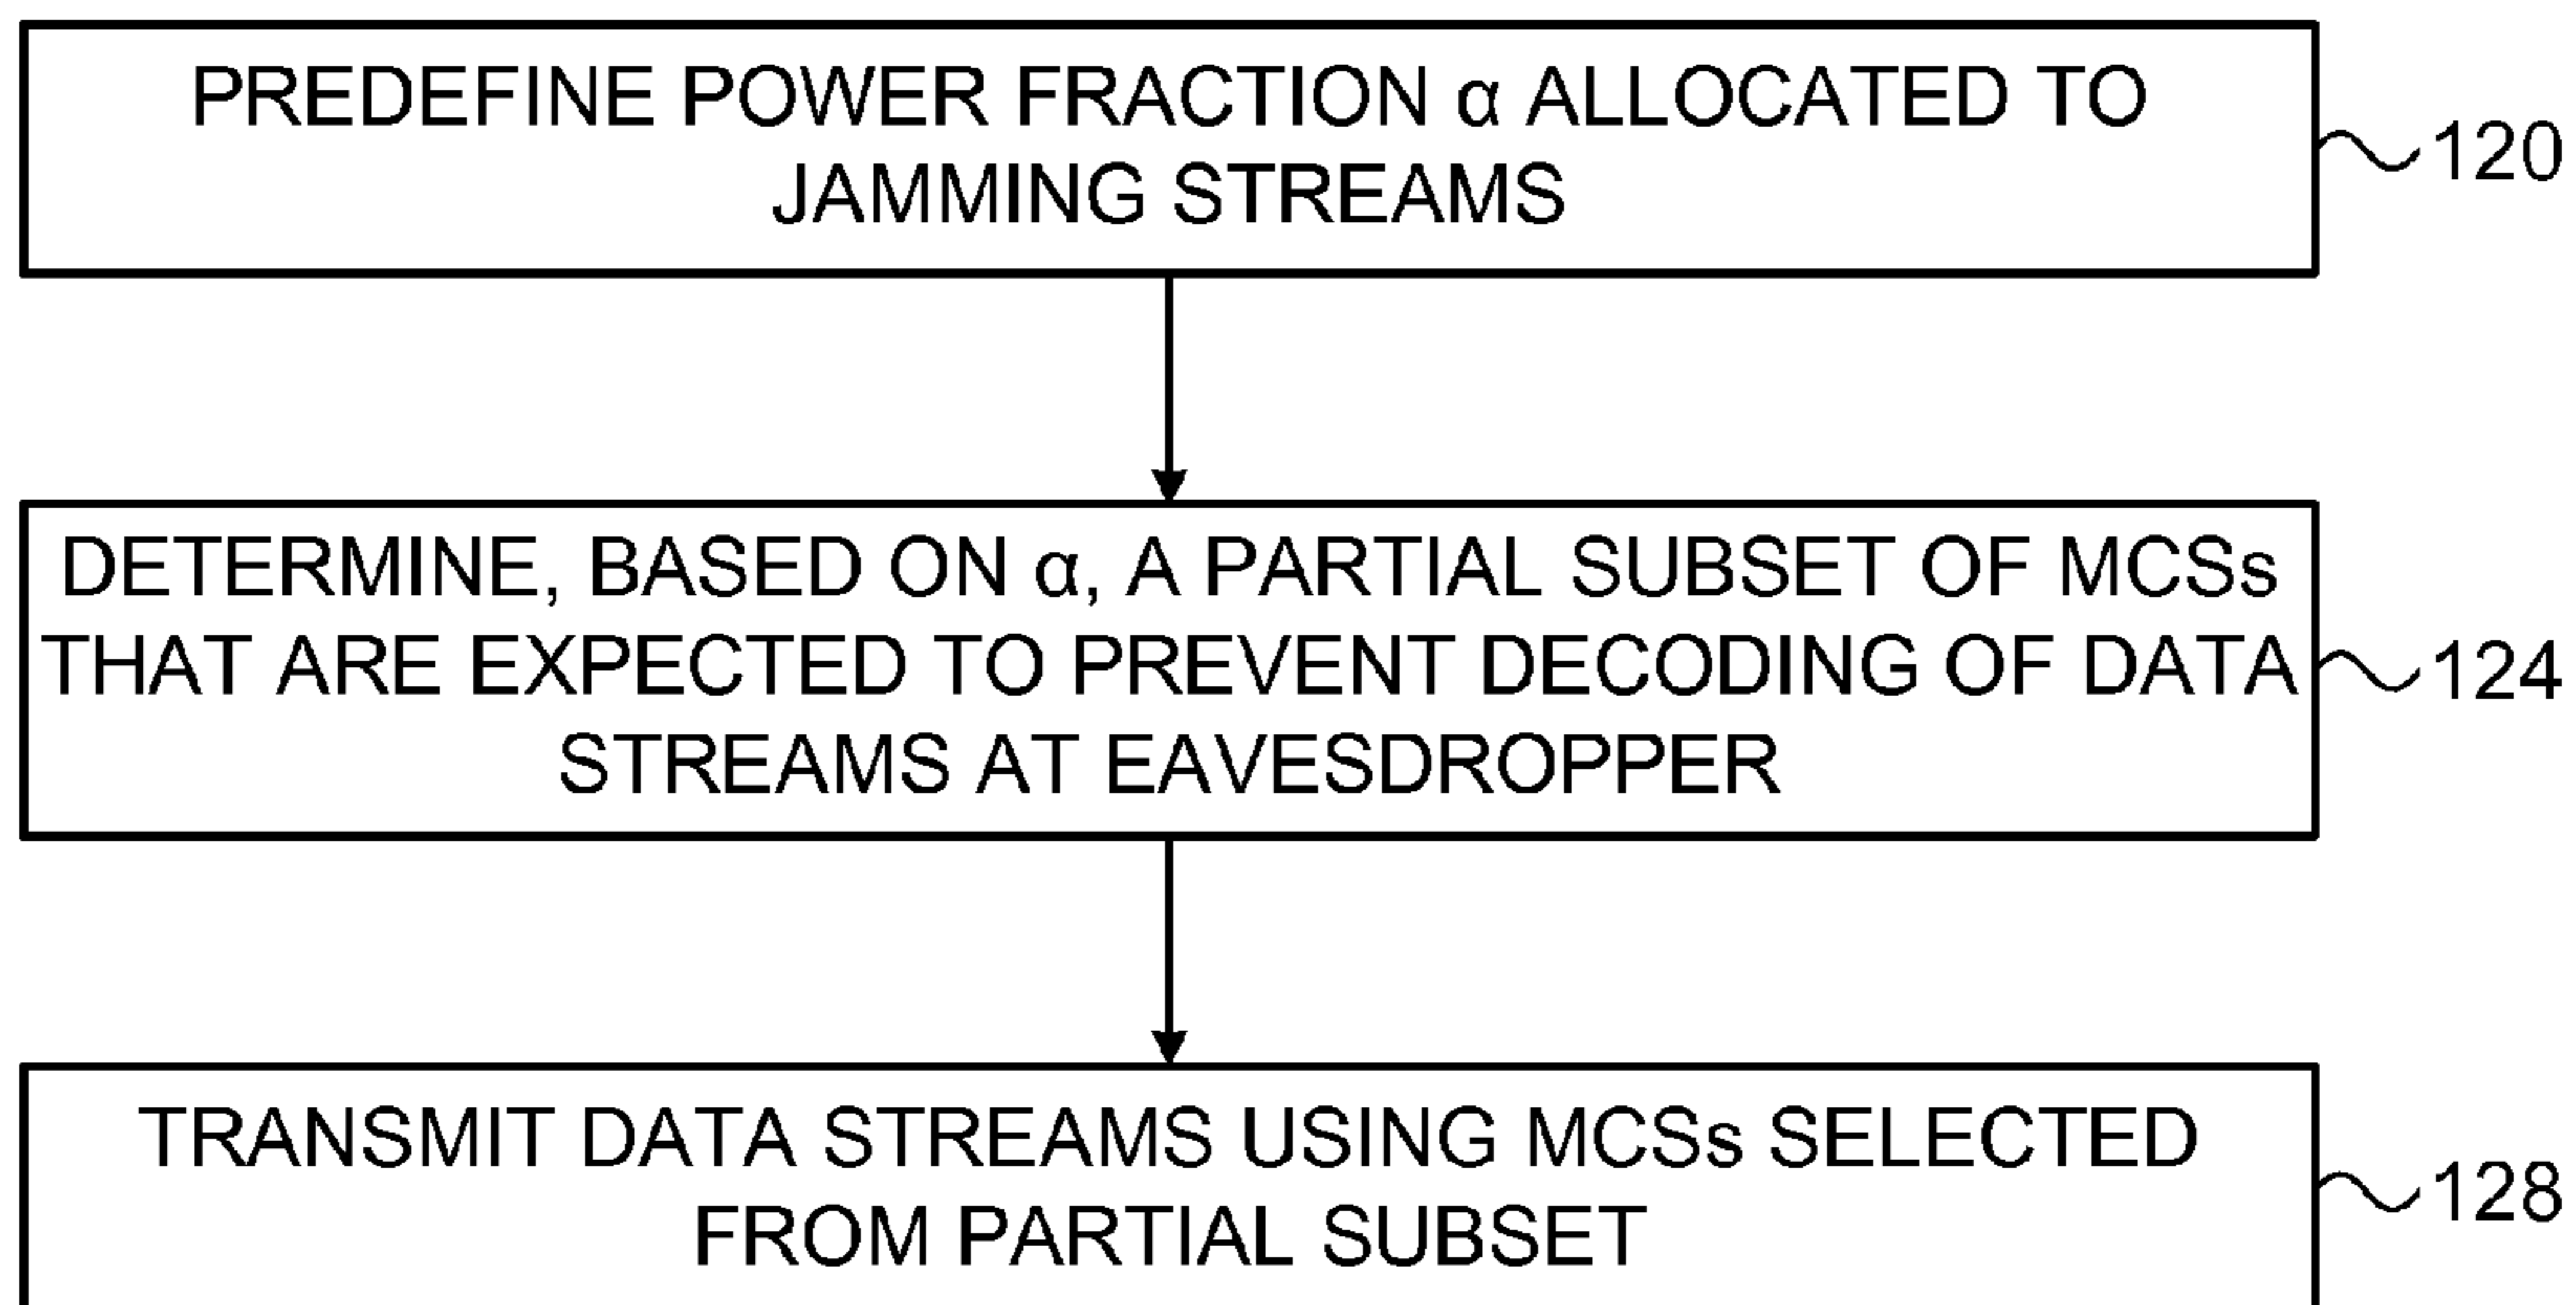 PREDEFINE POWER FRACTION α ALLOCATED TO
JAMMING STREAMS
120
DETERMINE, BASED ON α, A PARTIAL SUBSET OF MCSs
THAT ARE EXPECTED TO PREVENT DECODING OF DATA
STREAMS AT EAVESDROPPER
124
TRANSMIT DATA STREAMS USING MCSs SELECTED
FROM PARTIAL SUBSET
128